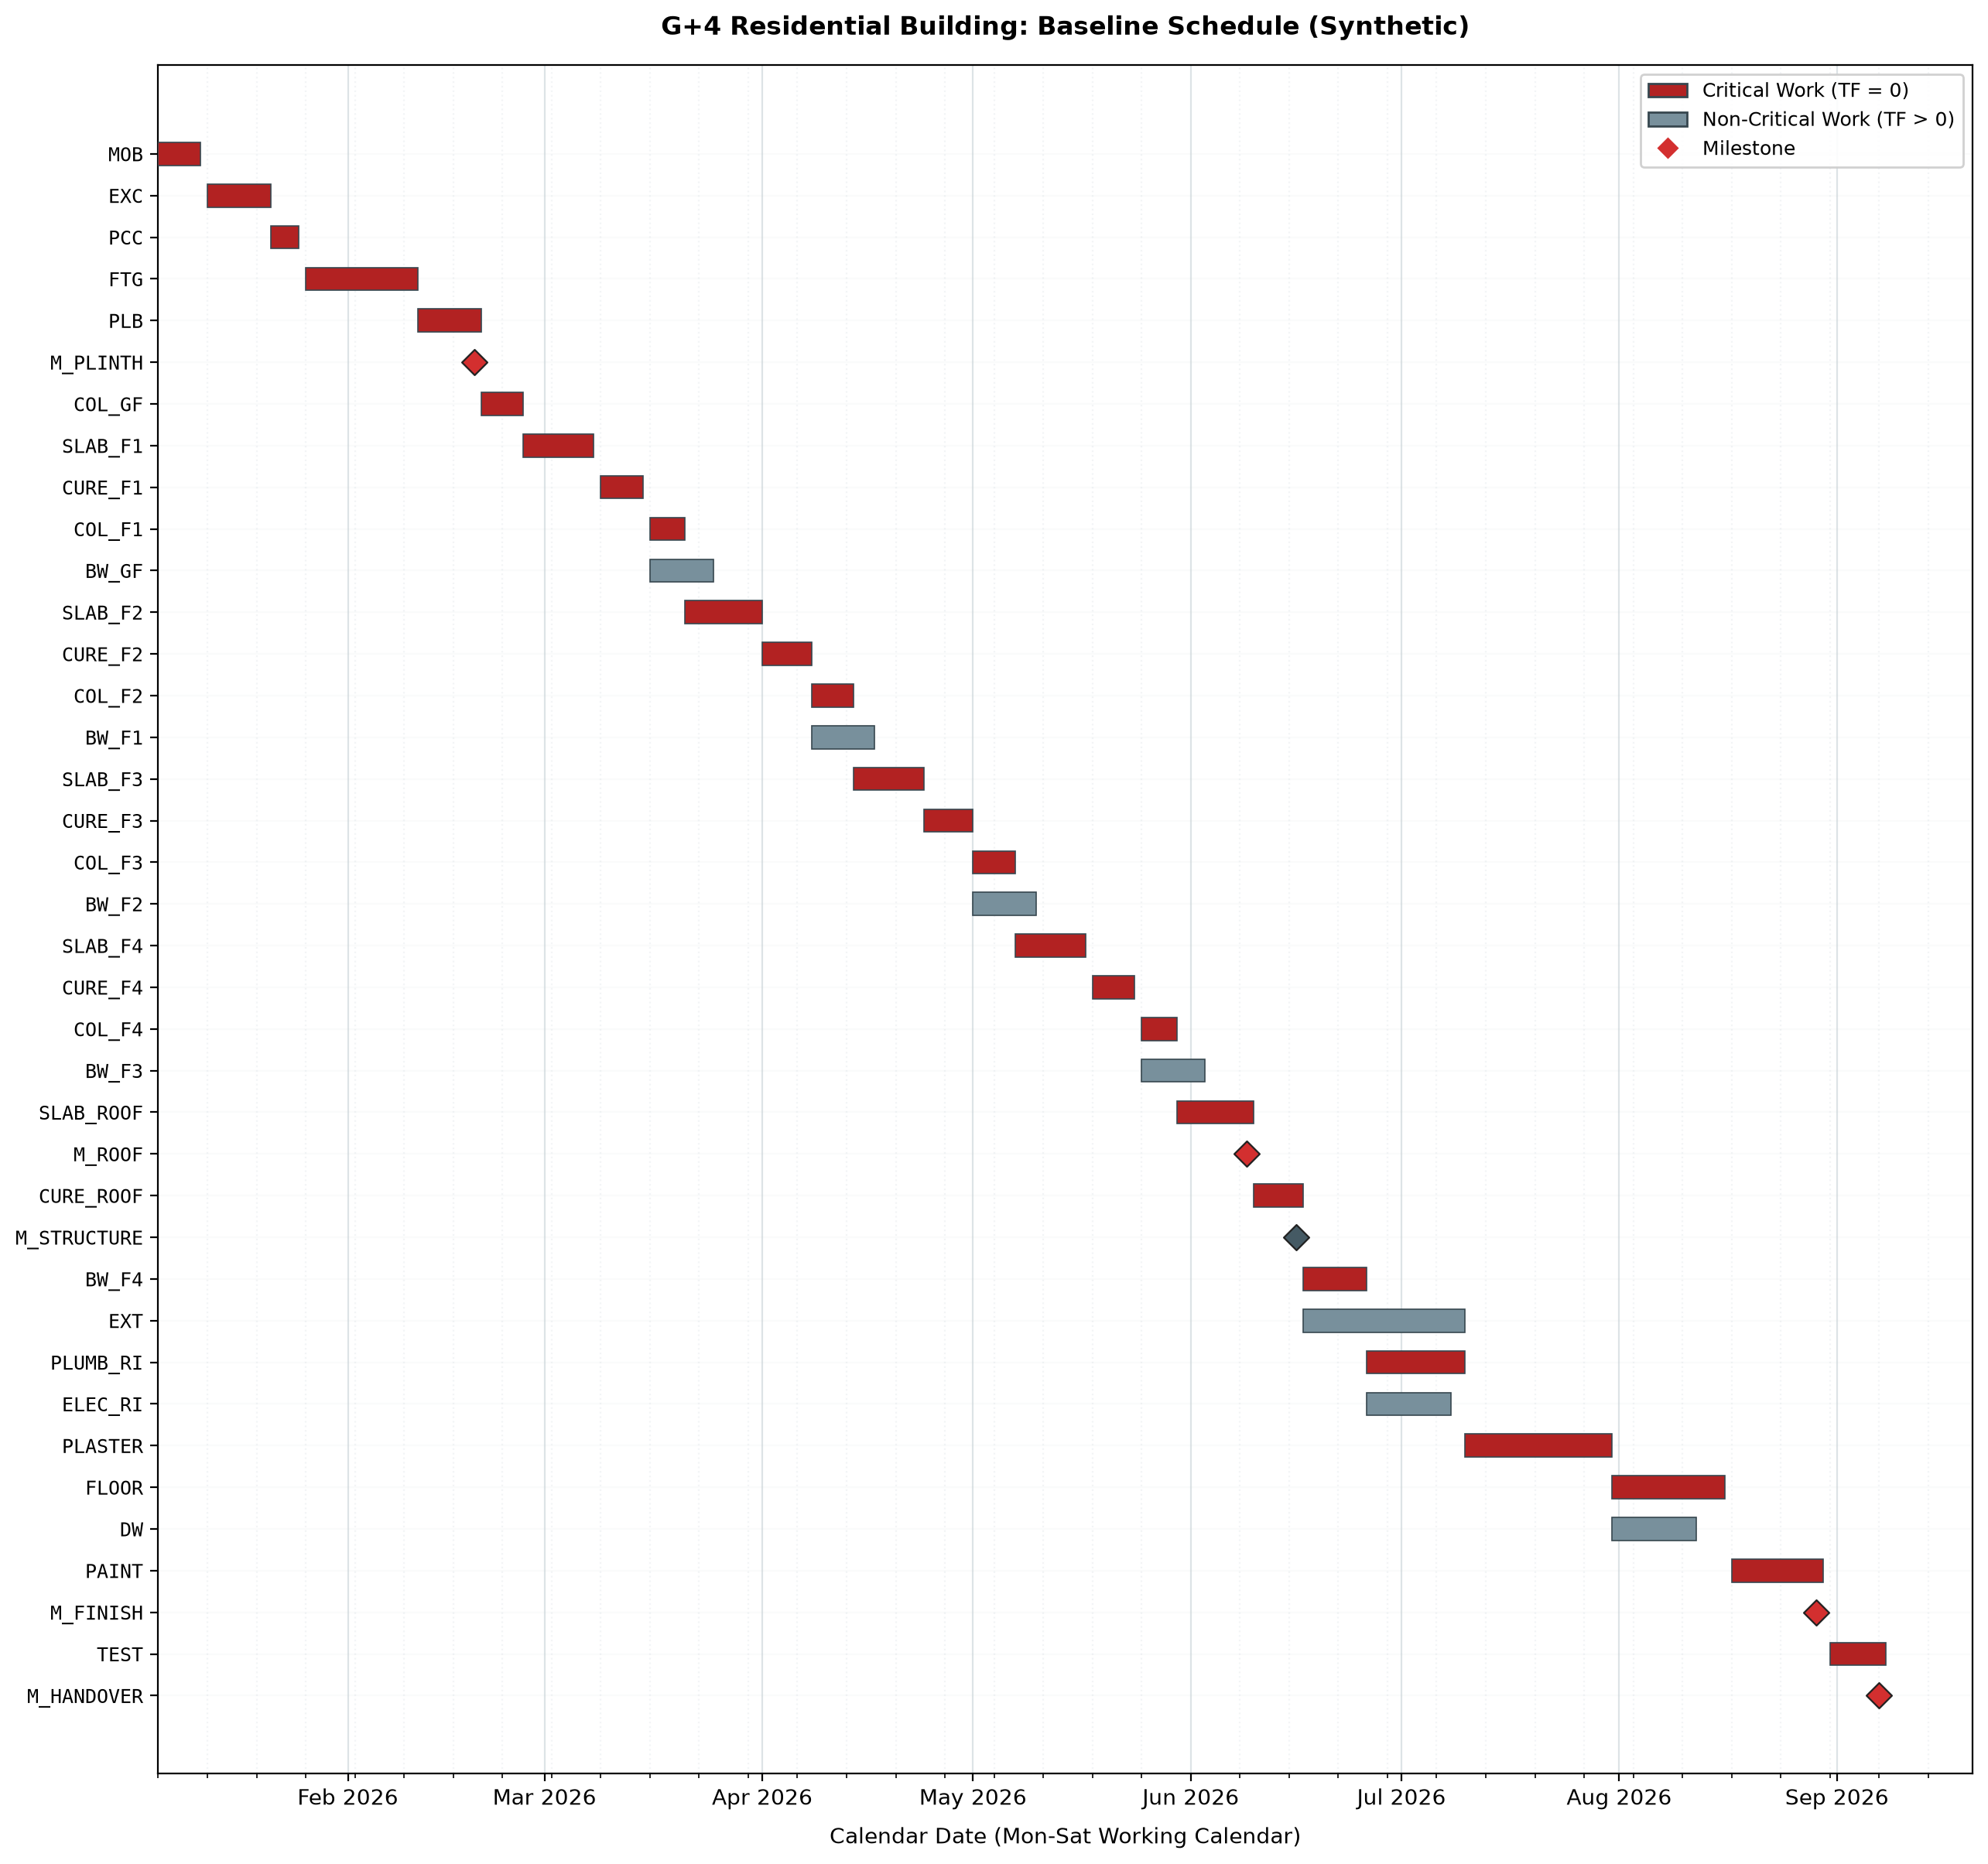 G+4 Residential Building: Baseline Schedule (Synthetic)
Critical Work (TF = 0)
Non-Critical Work (TF > 0)
Milestone
MOB
EXC
PCC
FTG
PLB
M_PLINTH
COL_GF
SLAB_F1
CURE_F1
COL_F1
BW_GF
SLAB_F2
CURE_F2
COL_F2
BW_F1
SLAB_F3
CURE_F3
COL_F3
BW_F2
SLAB_F4
CURE_F4
COL_F4
BW_F3
SLAB_ROOF
M_ROOF
CURE_ROOF
M_STRUCTURE
BW_F4
EXT
PLUMB_RI
ELEC_RI
PLASTER
FLOOR
DW
PAINT
M_FINISH
TEST
M_HANDOVER
Feb 2026 Mar 2026 Apr 2026 May 2026 Jun 2026 Jul 2026 Aug 2026 Sep 2026
Calendar Date (Mon-Sat Working Calendar)